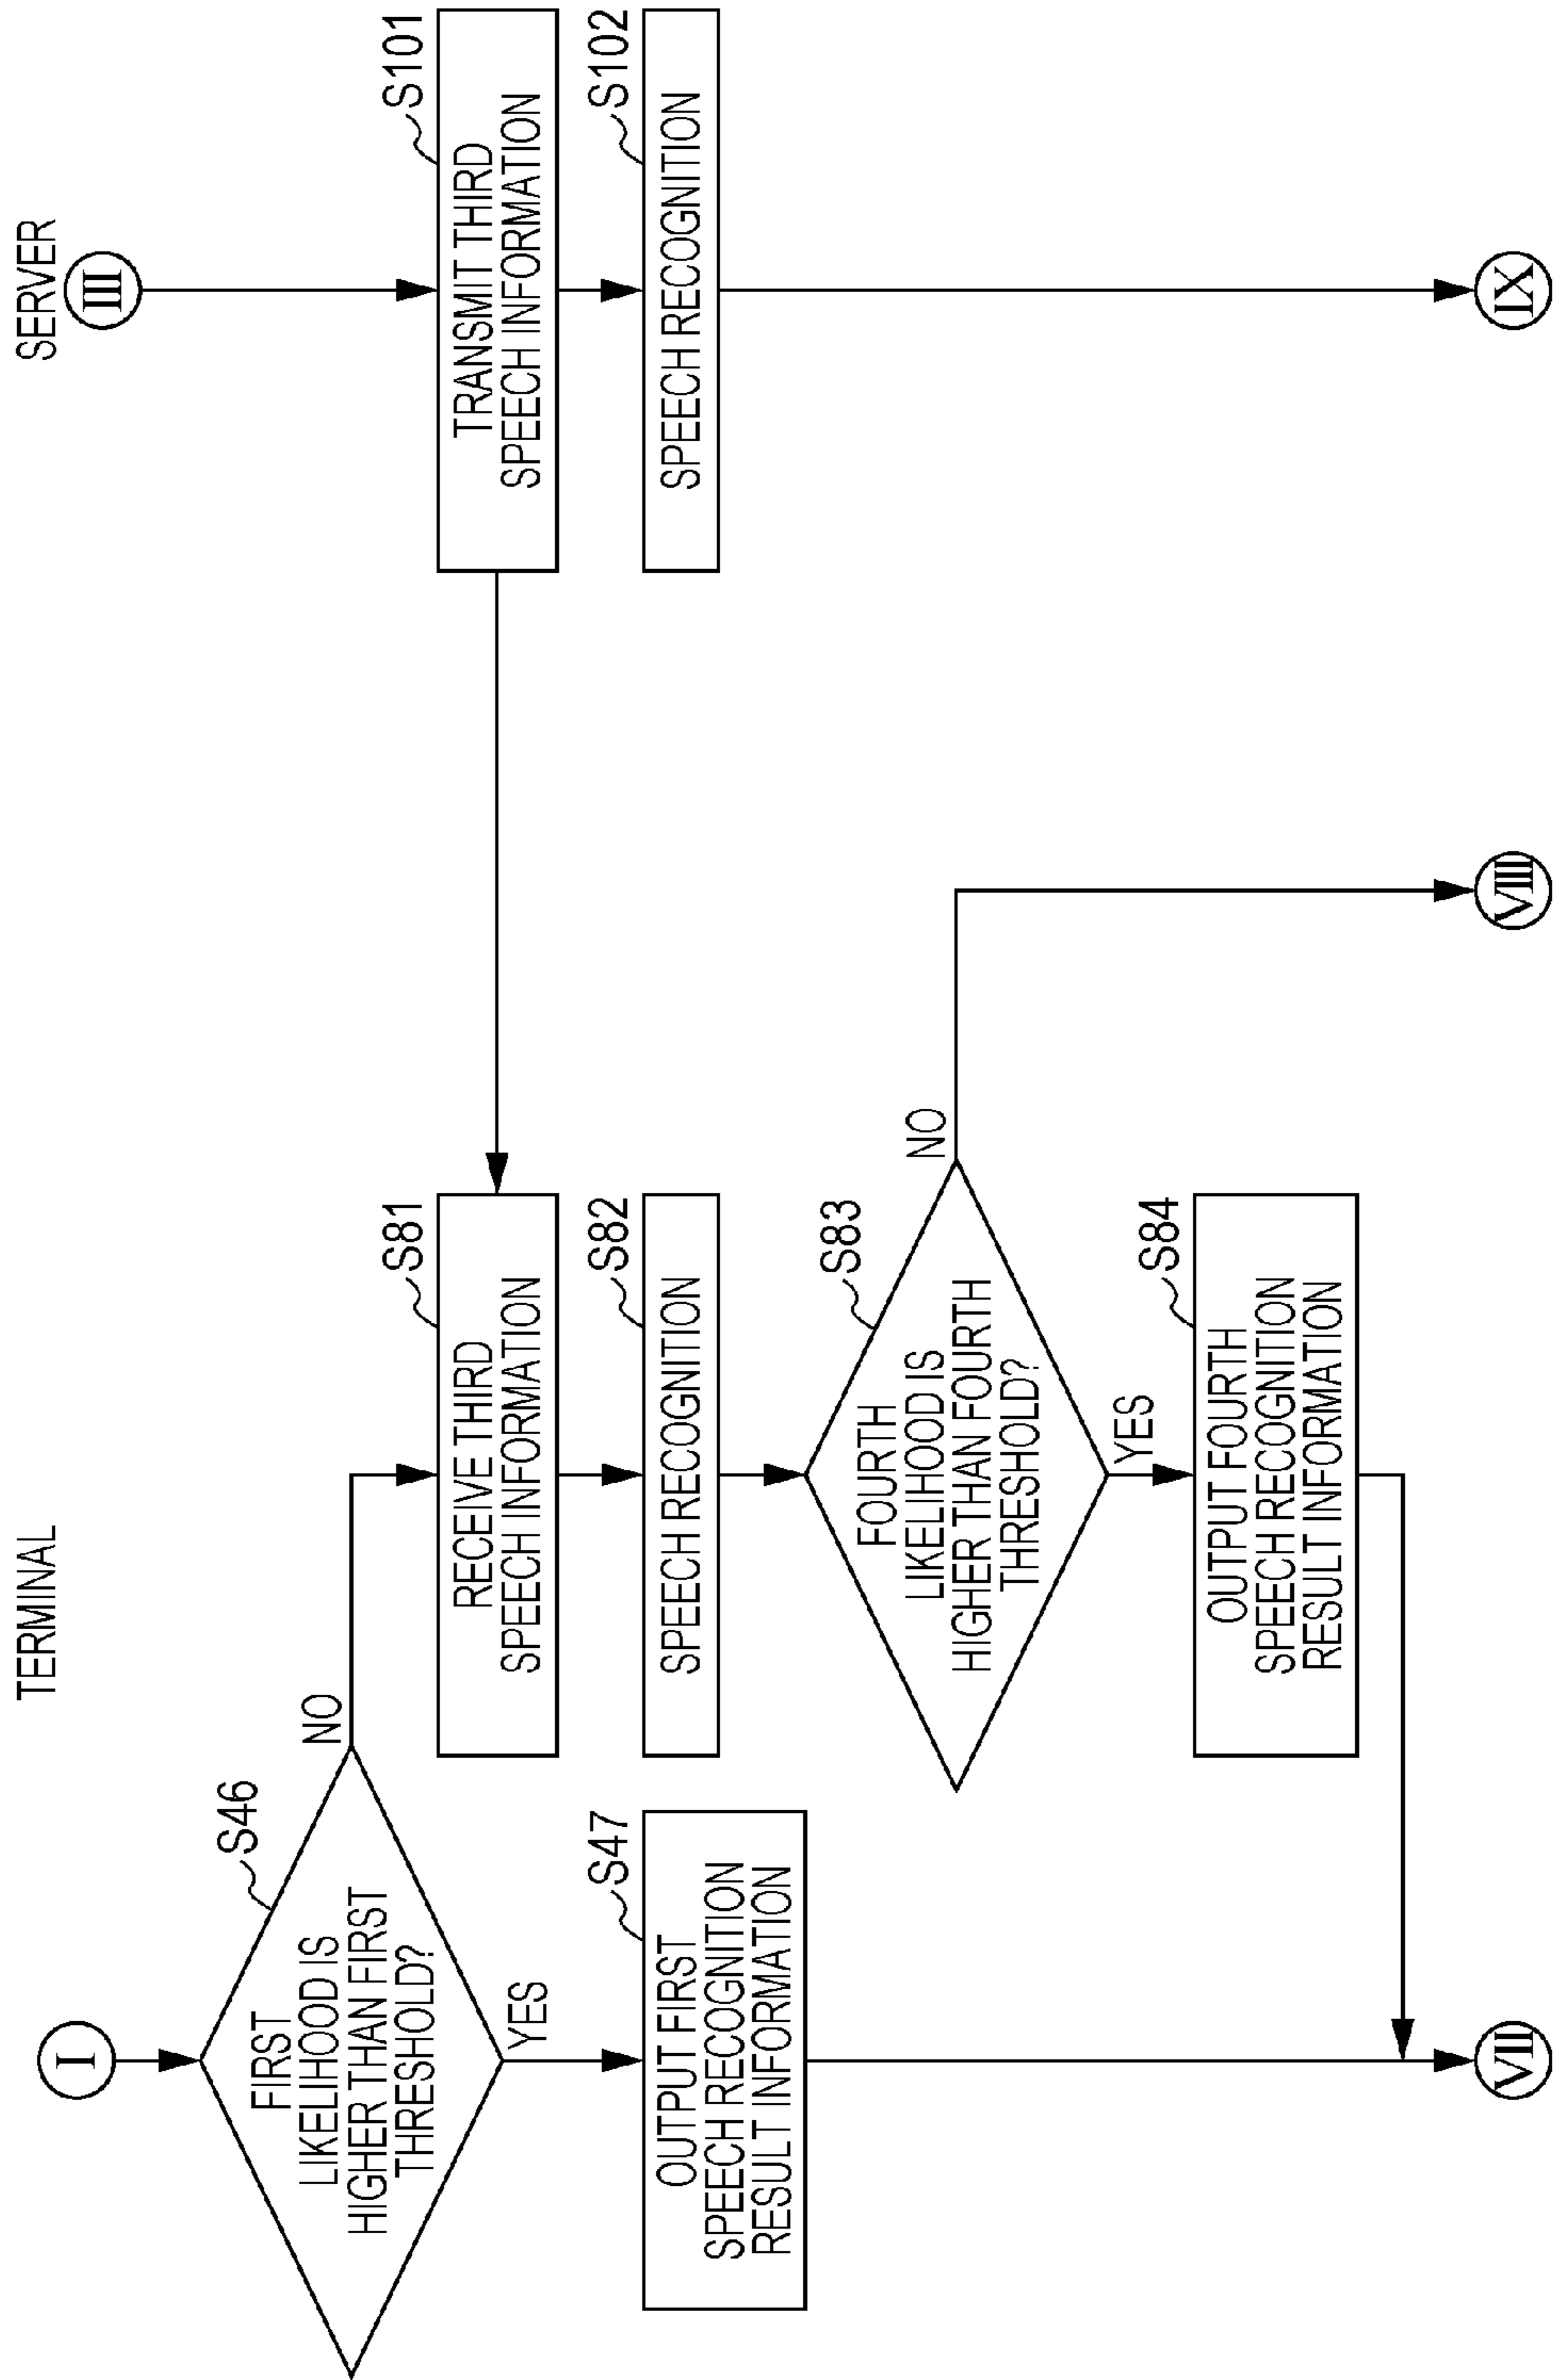 TERMINAL
I
S46
FIRST
LIKELIHOOD IS
HIGHER THAN FIRST
THRESHOLD?
NO
YES
S47
OUTPUT FIRST
SPEECH RECOGNITION
RESULT INFORMATION
S81
RECEIVE THIRD
SPEECH INFORMATION
S82
SPEECH RECOGNITION
S83
FOURTH
LIKELIHOOD IS
HIGHER THAN FOURTH
THRESHOLD?
NO
YES
S84
OUTPUT FOURTH
SPEECH RECOGNITION
RESULT INFORMATION
VII
VIII
SERVER
III
S101
TRANSMIT THIRD
SPEECH INFORMATION
S102
SPEECH RECOGNITION
IX